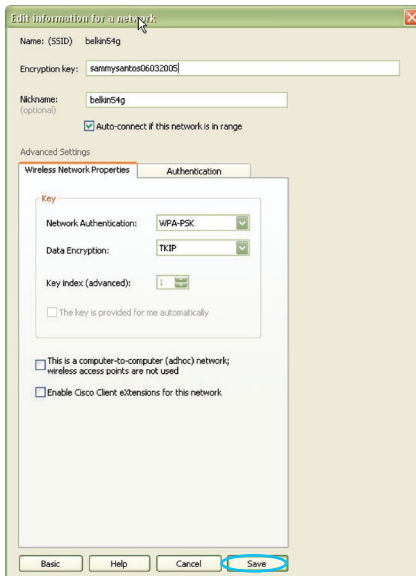 Edit information for a network
Name: (SSID) belkin54g
Encryption key: sammysantos06032005
Nickname: belkin54g
(optional)
Auto-connect if this network is in range
Advanced Settings
Wireless Network Properties Authentication
Key
Network Authentication: WPA-PSK
Data Encryption: TKIP
Key index (advanced): 1
The key is provided for me automatically
This is a computer-to-computer (adhoc) network;
wireless access points are not used
Enable Cisco Client eXtensions for this network
Basic Help Cancel Save